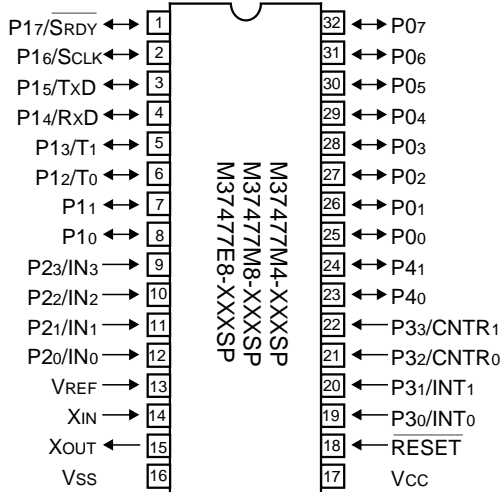 P17/SRDY 1 32 P07
P16/SCLK 2 31 P06
P15/TXD 3 30 P05
P14/RXD 4 29 P04
P13/T1 5 28 P03
P12/T0 6 27 P02
P11 7 26 P01
P10 8 25 P00
P23/IN3 9 24 P41
P22/IN2 10 23 P40
P21/IN1 11 22 P33/CNTR1
P20/IN0 12 21 P32/CNTR0
VREF 13 20 P31/INT1
XIN 14 19 P30/INT0
XOUT 15 18 RESET
VSS 16 17 VCC
M37477M4-XXXSP
M37477M8-XXXSP
M37477E8-XXXSP